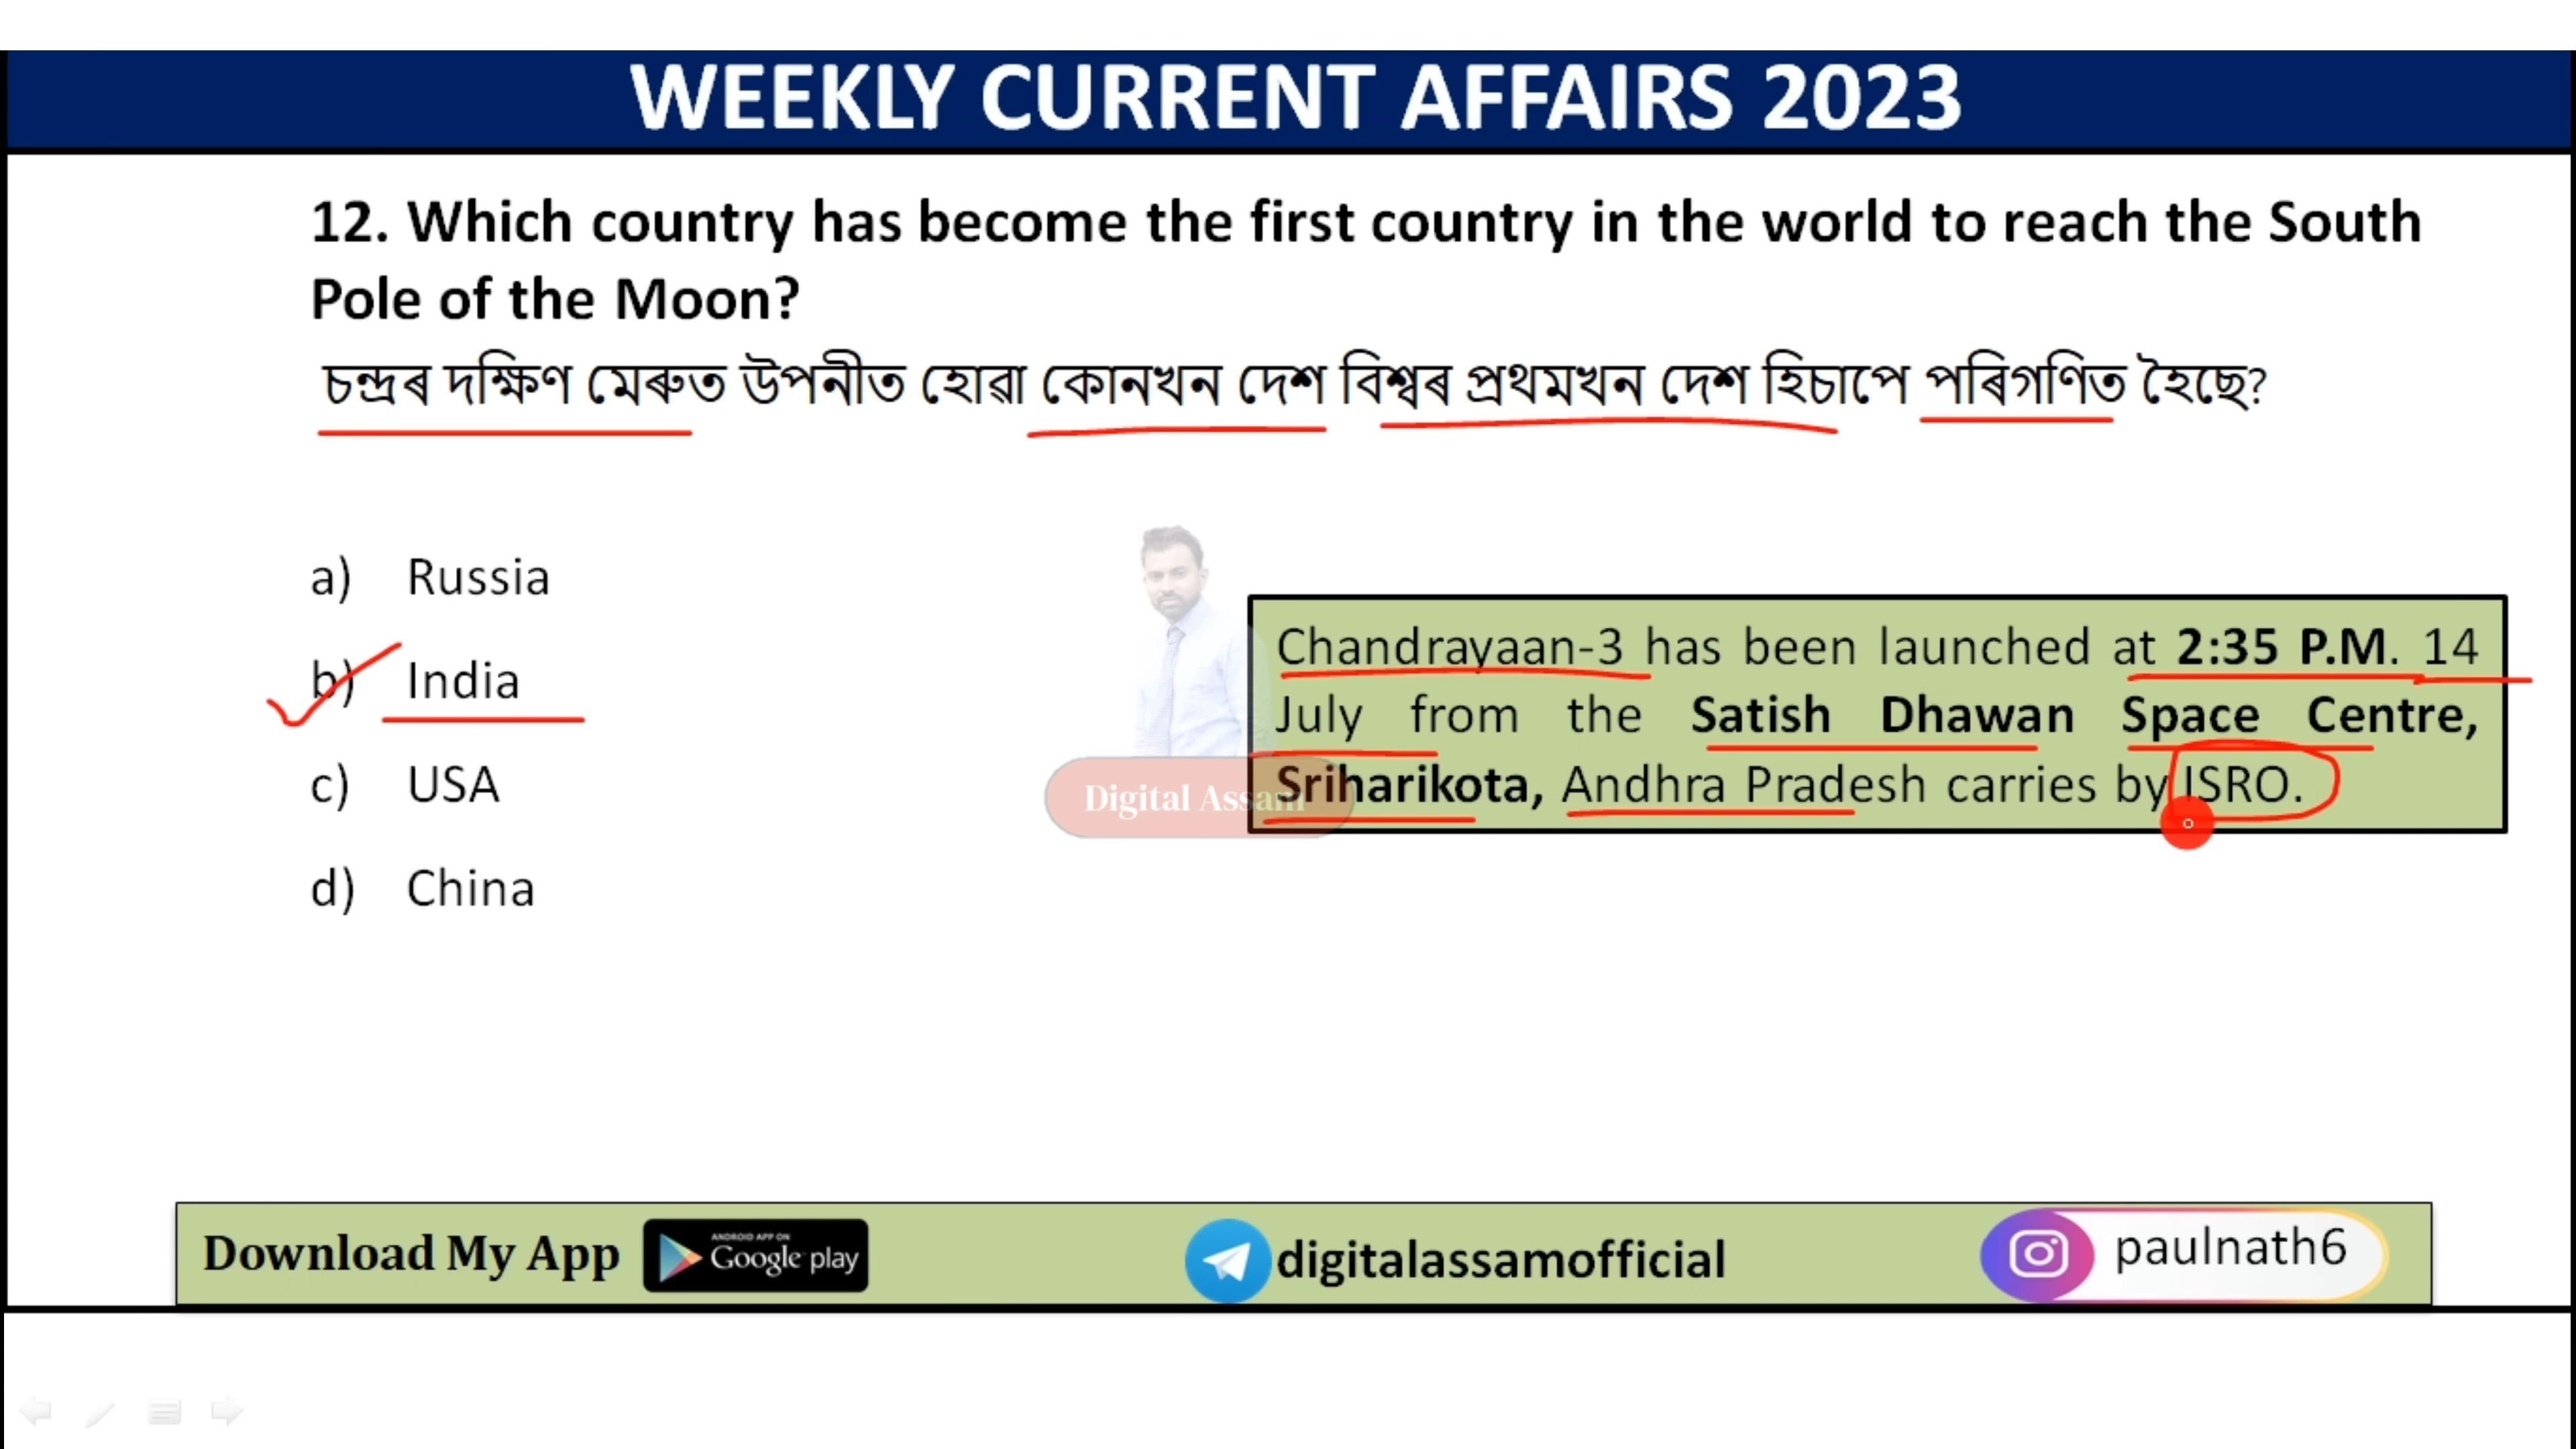 WEEKLY CURRENT AFFAIRS 2023
12. Which country has become the first country in the world to reach the South
Pole of the Moon?
চন্দ্ৰৰ দক্ষিণ মেৰুত উপনীত হোৱা কোনখন দেশ বিশ্বৰ প্ৰথমখন দেশ হিচাপে পৰিগণিত হৈছে?
a) Russia
b) India
c) USA
d) China
Chandrayaan-3 has been launched at 2:35 P.M. 14
July from the Satish Dhawan Space Centre,
Sriharikota, Andhra Pradesh carries by ISRO.
Digital Assam
Download My App
ANDROID APP ON
Google play
digitalassamofficial
paulnath6